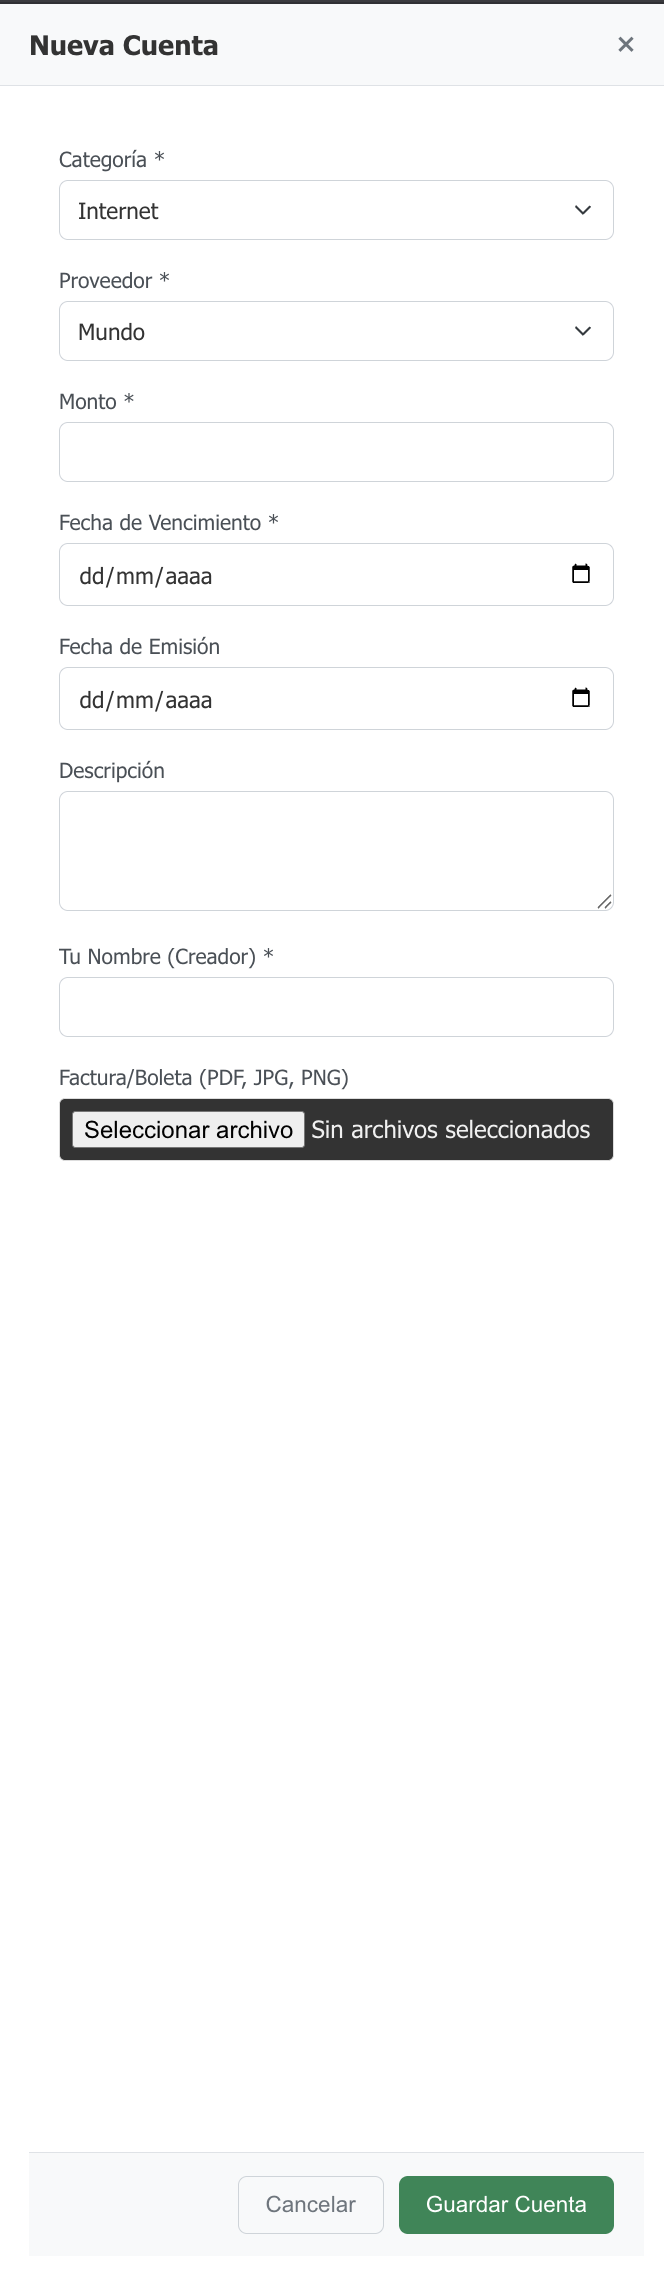 Nueva Cuenta ×
Categoría *
Internet
Proveedor *
Mundo
Monto *
Fecha de Vencimiento *
dd/mm/aaaa
Fecha de Emisión
dd/mm/aaaa
Descripción
Tu Nombre (Creador) *
Factura/Boleta (PDF, JPG, PNG)
Seleccionar archivo Sin archivos seleccionados
Cancelar Guardar Cuenta